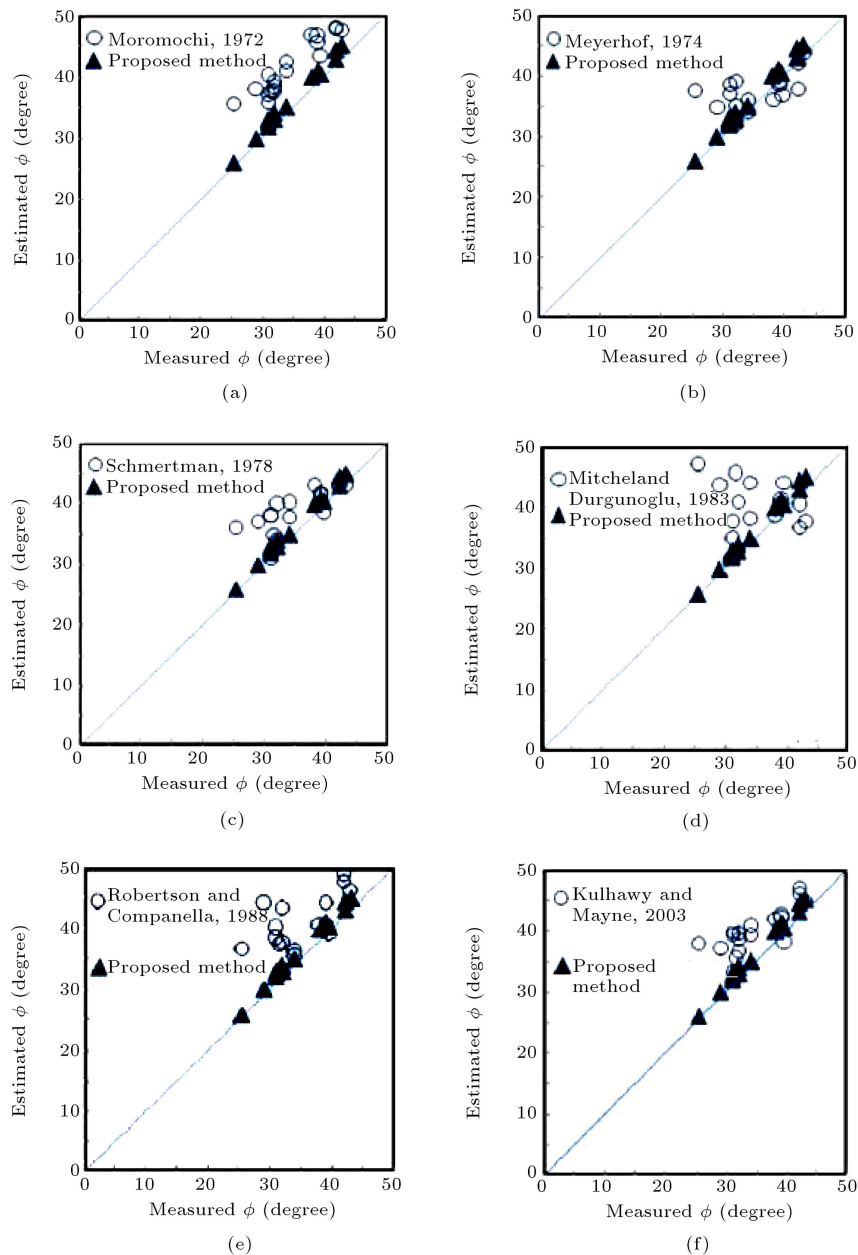 50
40
30
20
10
0
Moromochi, 1972
Proposed method
Estimated ϕ (degree)
0 10 20 30 40 50
Measured ϕ (degree)
(a)
50
40
30
20
10
0
Meyerhof, 1974
Proposed method
Estimated ϕ (degree)
0 10 20 30 40 50
Measured ϕ (degree)
(b)
50
40
30
20
10
0
Schmertman, 1978
Proposed method
Estimated ϕ (degree)
0 10 20 30 40 50
Measured ϕ (degree)
(c)
50
40
30
20
10
0
Mitcheland
Durgunoglu, 1983
Proposed method
Estimated ϕ (degree)
0 10 20 30 40 50
Measured ϕ (degree)
(d)
50
40
30
20
10
0
Robertson and
Companella, 1988
Proposed method
Estimated ϕ (degree)
0 10 20 30 40 50
Measured ϕ (degree)
(e)
50
40
30
20
10
0
Kulhawy and
Mayne, 2003
Proposed
method
Estimated ϕ (degree)
0 10 20 30 40 50
Measured ϕ (degree)
(f)